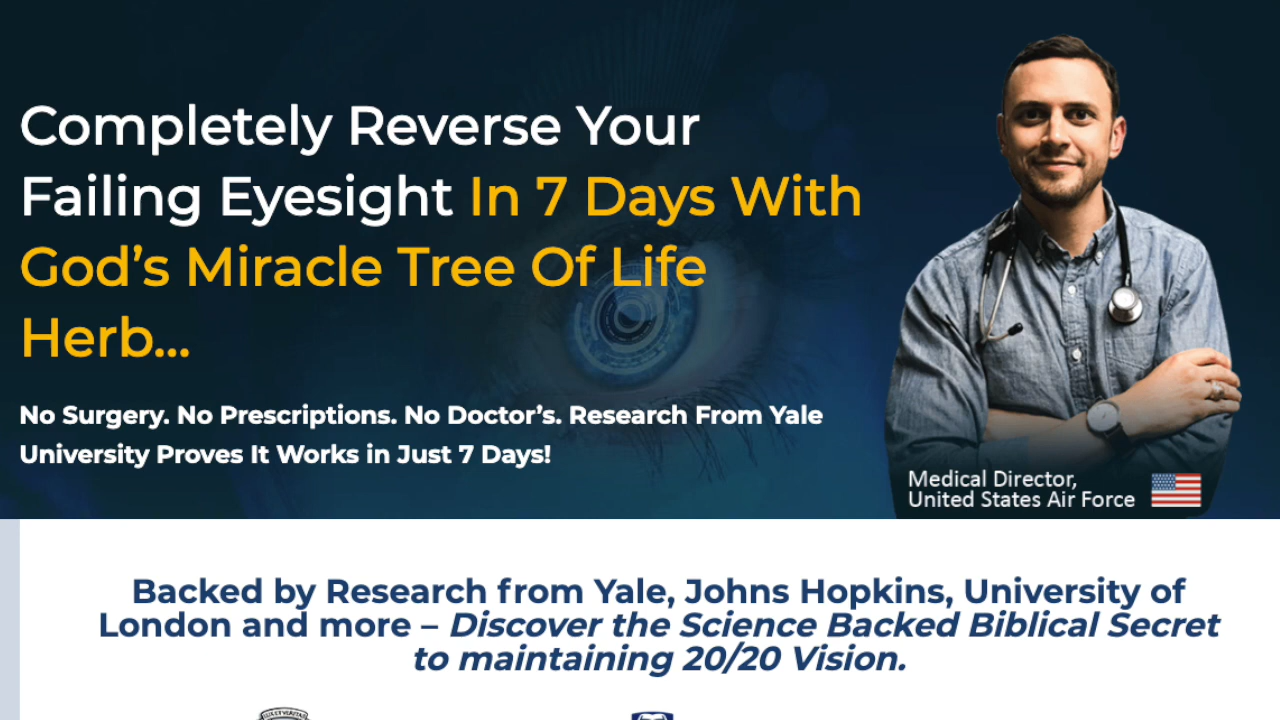 Completely Reverse Your
Failing Eyesight In 7 Days With
God’s Miracle Tree Of Life
Herb...
No Surgery. No Prescriptions. No Doctor’s. Research From Yale
University Proves It Works in Just 7 Days!
Medical Director,
United States Air Force
Backed by Research from Yale, Johns Hopkins, University of
London and more – Discover the Science Backed Biblical Secret
to maintaining 20/20 Vision.